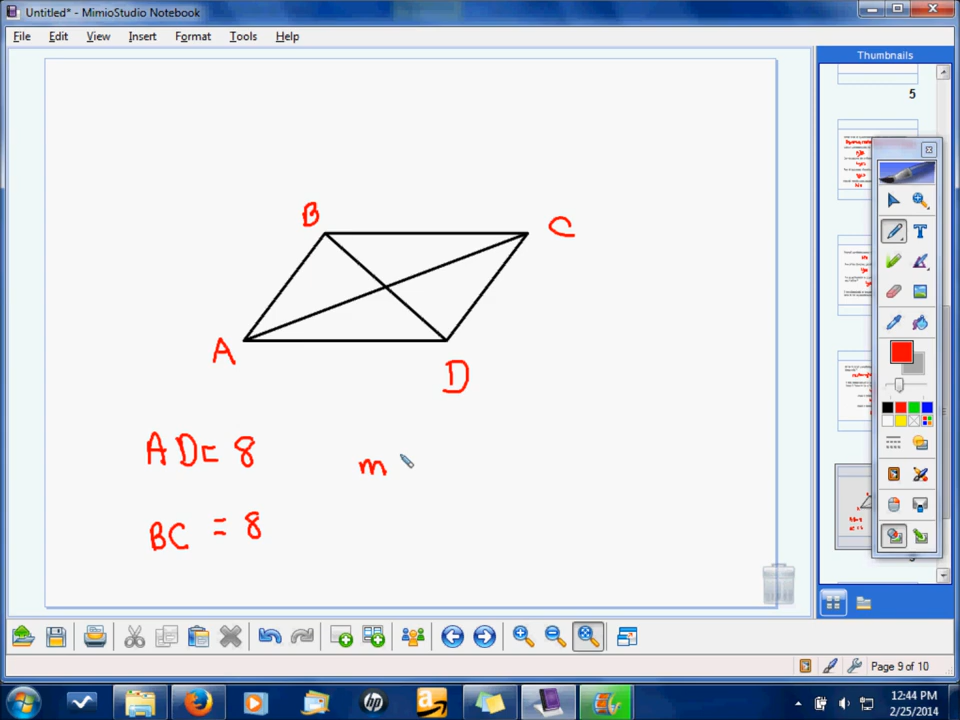 Untitled* - MimioStudio Notebook
File Edit View Insert Format Tools Help
Thumbnails
5
B
C
A
D
AD = 8
m
BC = 8
Page 9 of 10
12:44 PM
2/25/2014